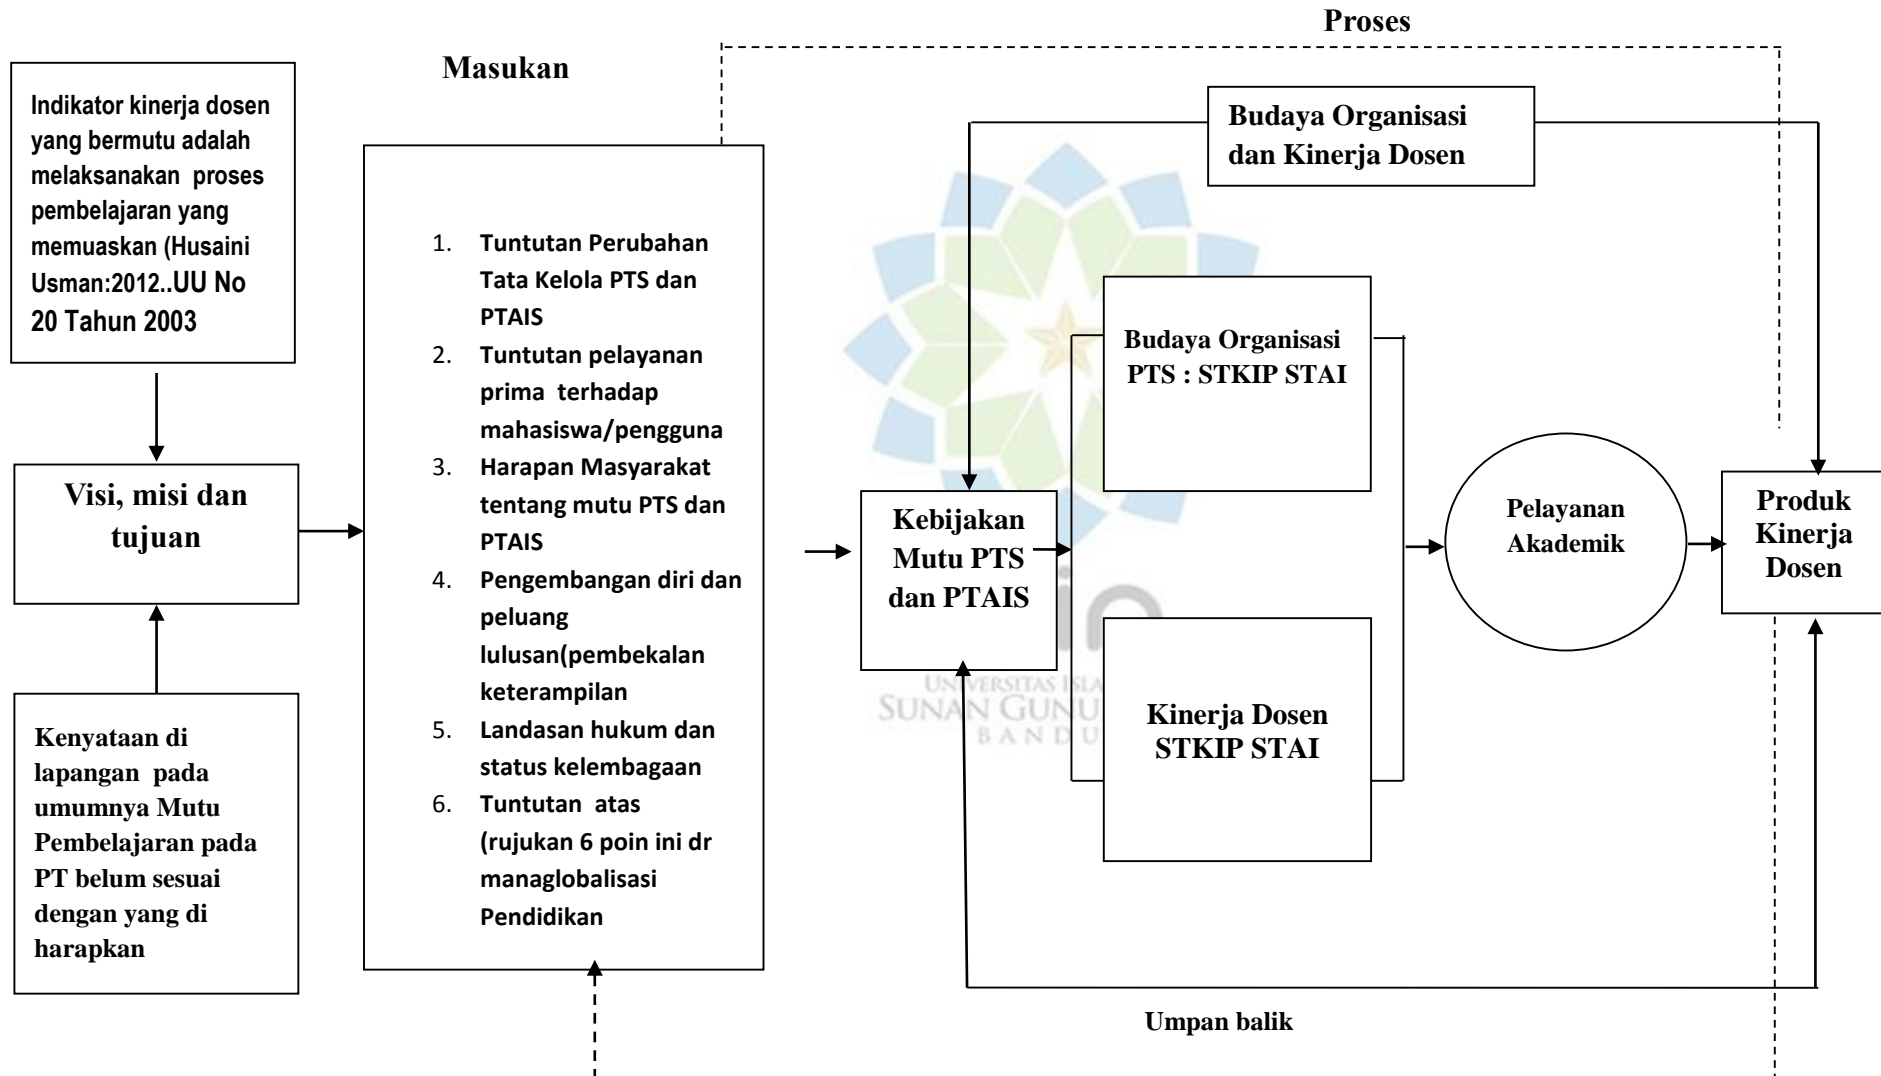 Proses
Masukan
Indikator kinerja dosen
yang bermutu adalah
melaksanakan proses
pembelajaran yang
memuaskan (Husaini
Usman:2012..UU No
20 Tahun 2003
Visi, misi dan
tujuan
Kenyataan di
lapangan pada
umumnya Mutu
Pembelajaran pada
PT belum sesuai
dengan yang di
harapkan
1. Tuntutan Perubahan
Tata Kelola PTS dan
PTAIS
2. Tuntutan pelayanan
prima terhadap
mahasiswa/pengguna
3. Harapan Masyarakat
tentang mutu PTS dan
PTAIS
4. Pengembangan diri dan
peluang
lulusan(pembekalan
keterampilan
5. Landasan hukum dan
status kelembagaan
6. Tuntutan atas
(rujukan 6 poin ini dr
managlobalisasi
Pendidikan
Budaya Organisasi
dan Kinerja Dosen
Kebijakan
Mutu PTS
dan PTAIS
Budaya Organisasi
PTS : STKIP STAI
Kinerja Dosen
STKIP STAI
Pelayanan
Akademik
Produk
Kinerja
Dosen
UNIVERSITAS
SUNAN
Umpan balik